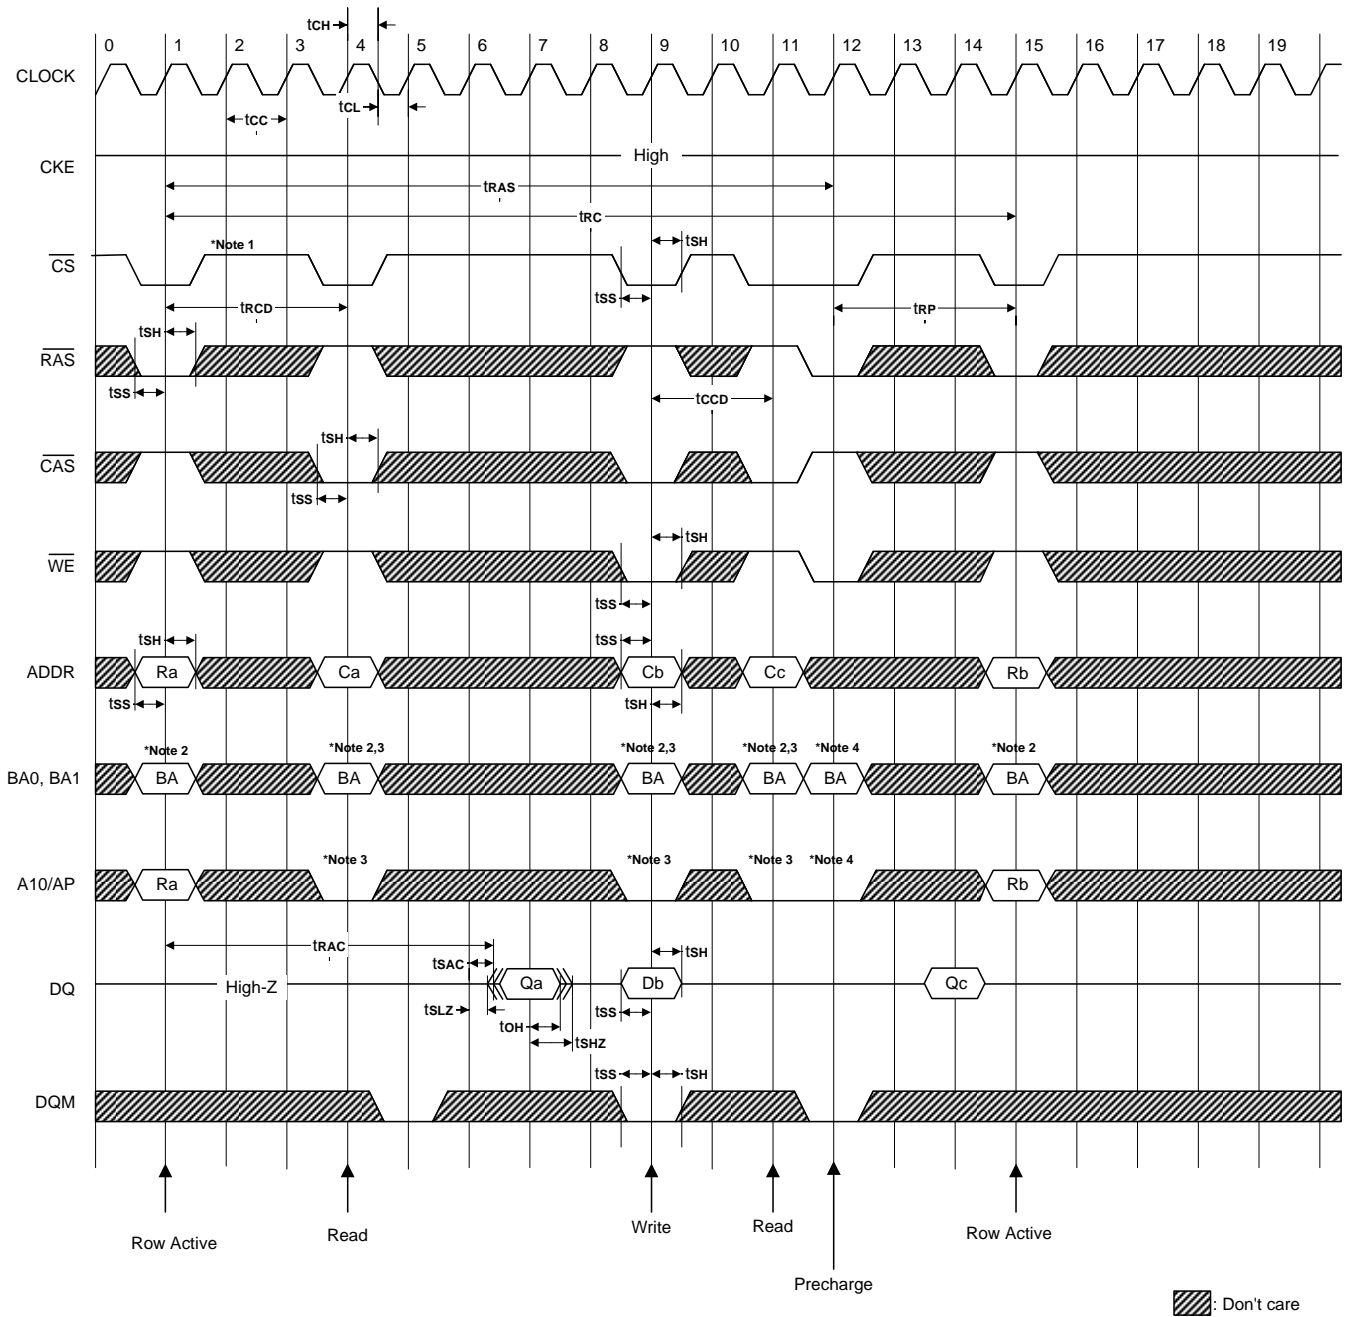 tCH
0 1 2 3 4 5 6 7 8 9 10 11 12 13 14 15 16 17 18 19
CLOCK
tCL
tCC
High
CKE
tRAS
tRC
*Note 1
tSH
CS
tSS
tRCD
tRP
tSH
RAS
tSS
tCCD
tSH
CAS
tSS
tSH
WE
tSS
tSH
tSS
ADDR Ra Ca Cb Cc Rb
tSS
tSH
*Note 2 *Note 2,3 *Note 2,3 *Note 2,3 *Note 4 *Note 2
BA0, BA1 BA BA BA BA BA BA
*Note 3 *Note 3 *Note 3 *Note 4
A10/AP Ra Rb
tRAC
tSH
tSAC
DQ High-Z Qa Db Qc
tSLZ
tSS
tOH
tSHZ
tSS
tSH
DQM
Row Active
Read
Write
Read
Row Active
Precharge
: Don't care